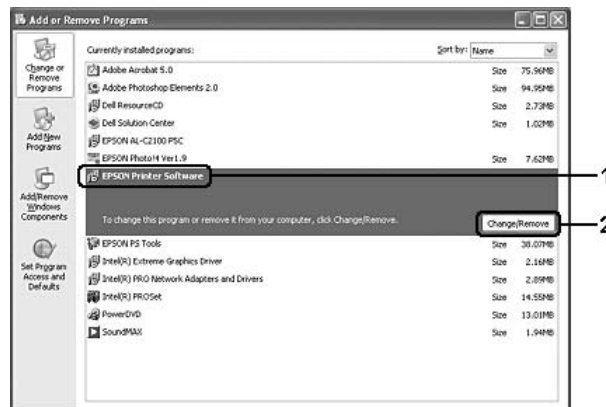 Add or Remove Programs
Change or
Remove
Programs
Add New
Programs
Add/Remove
Windows
Components
Set Program
Access and
Defaults
Currently installed programs:
Sort by: Name
Adobe Acrobat 5.0 Size 75.96MB
Adobe Photoshop Elements 2.0 Size 94.95MB
Dell ResourceCD Size 2.73MB
Dell Solution Center Size 1.02MB
EPSON AL-C2100 PSC
EPSON PhotoH Ver1.9 Size 7.62MB
EPSON Printer Software
1
To change this program or remove it from your computer, click Change/Remove.
Change/Remove
2
EPSON PS Tools Size 38.07MB
Intel(R) Extreme Graphics Driver Size 2.16MB
Intel(R) PRO Network Adapters and Drivers Size 2.89MB
Intel(R) PROSet Size 14.55MB
PowerDVD Size 13.01MB
SoundMAX Size 1.94MB